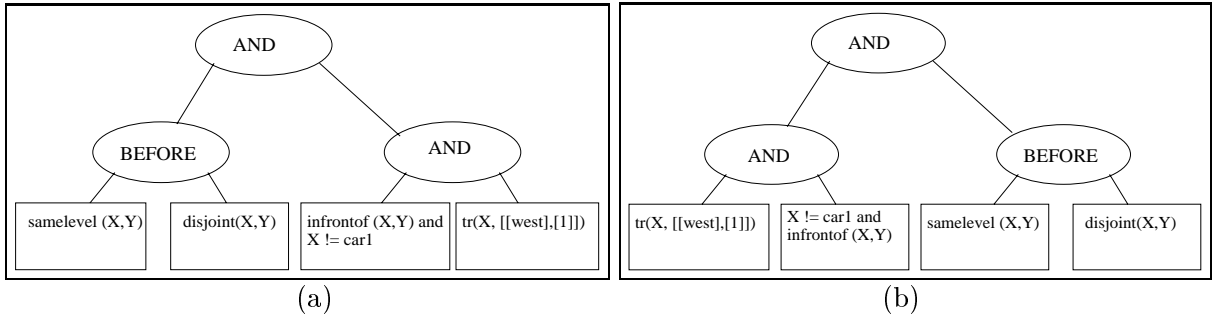 AND
BEFORE
AND
samelevel (X,Y)
disjoint(X,Y)
infrontof (X,Y) and
X != car1
tr(X, [[west],[1]])
(a)
AND
AND
BEFORE
tr(X, [[west],[1]])
X != car1 and
infrontof (X,Y)
samelevel (X,Y)
disjoint(X,Y)
(b)